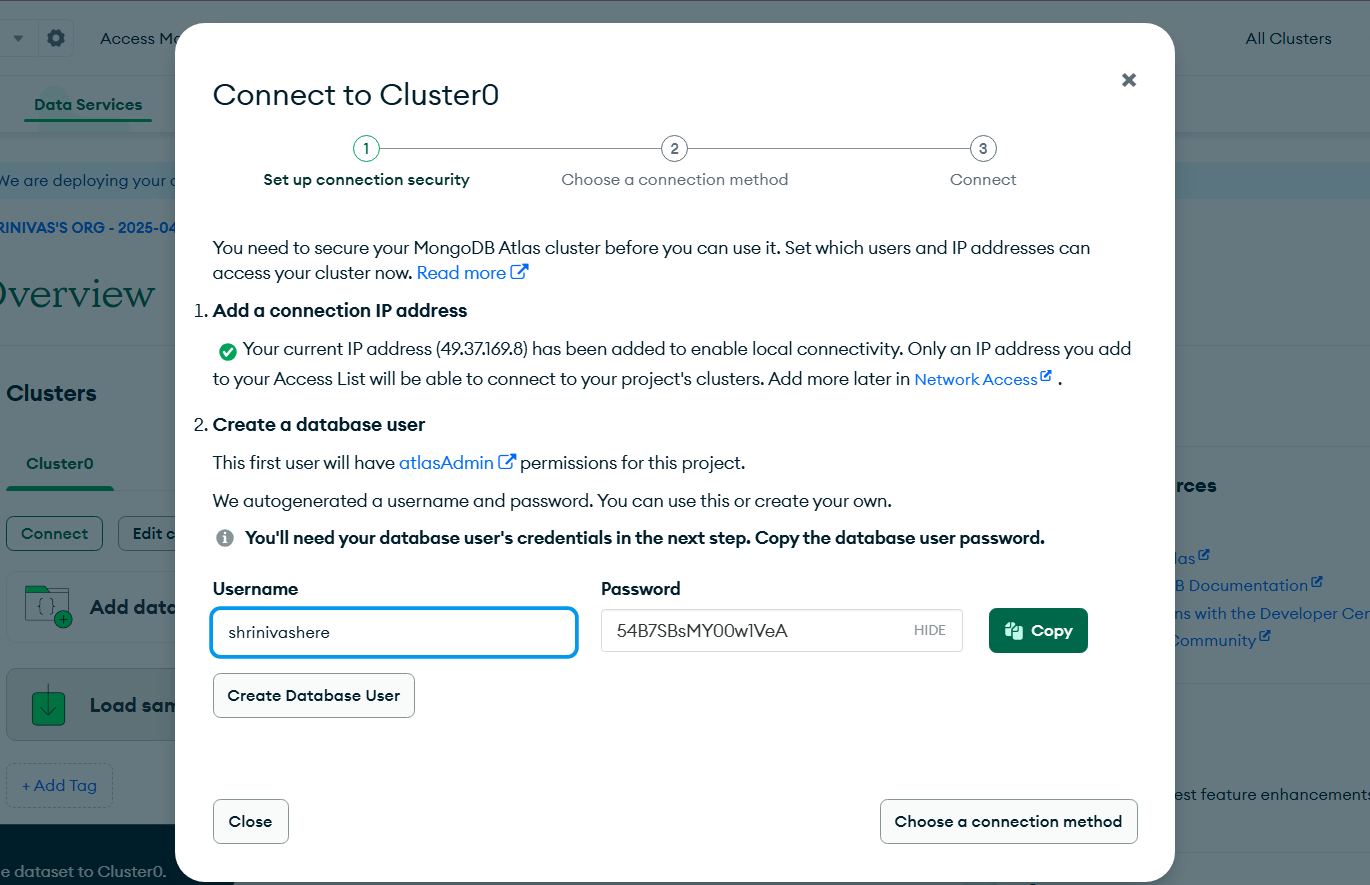 Access Ma
All Clusters
Data Services
We are deploying your
RINIVAS'S ORG - 2025-04
Overview
Clusters
Cluster0
Connect
Edit c
Add data
Load sam
+ Add Tag
e dataset to Cluster0.
Connect to Cluster0
1
2
3
Set up connection security
Choose a connection method
Connect
You need to secure your MongoDB Atlas cluster before you can use it. Set which users and IP addresses can
access your cluster now. Read more
1. Add a connection IP address
Your current IP address (49.37.169.8) has been added to enable local connectivity. Only an IP address you add
to your Access List will be able to connect to your project's clusters. Add more later in Network Access .
2. Create a database user
This first user will have atlasAdmin permissions for this project.
We autogenerated a username and password. You can use this or create your own.
You'll need your database user's credentials in the next step. Copy the database user password.
Username
Password
shrinivashere
54B7SBsMY00w1VeA
HIDE
Copy
Create Database User
Close
Choose a connection method
rces
las
B Documentation
ns with the Developer Cen
Community
est feature enhancements